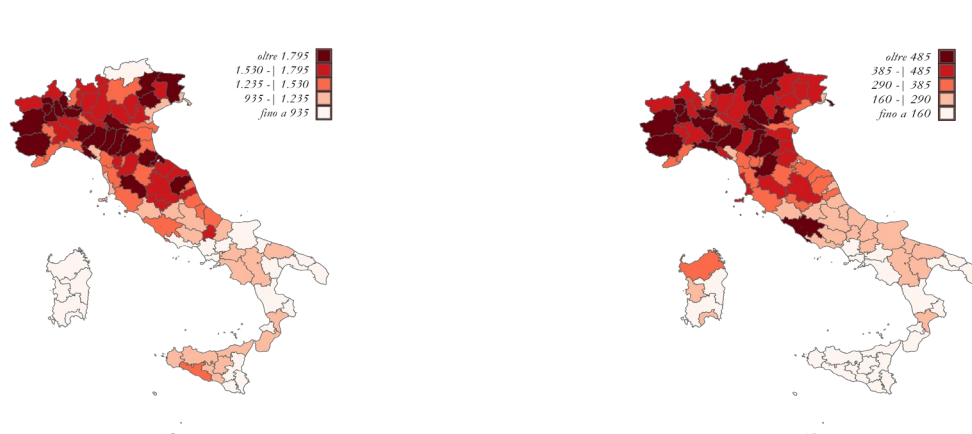 oltre 1.795
1.530 -| 1.795
1.235 -| 1.530
935 -| 1.235
fino a 935
oltre 485
385 -| 485
290 -| 385
160 -| 290
fino a 160